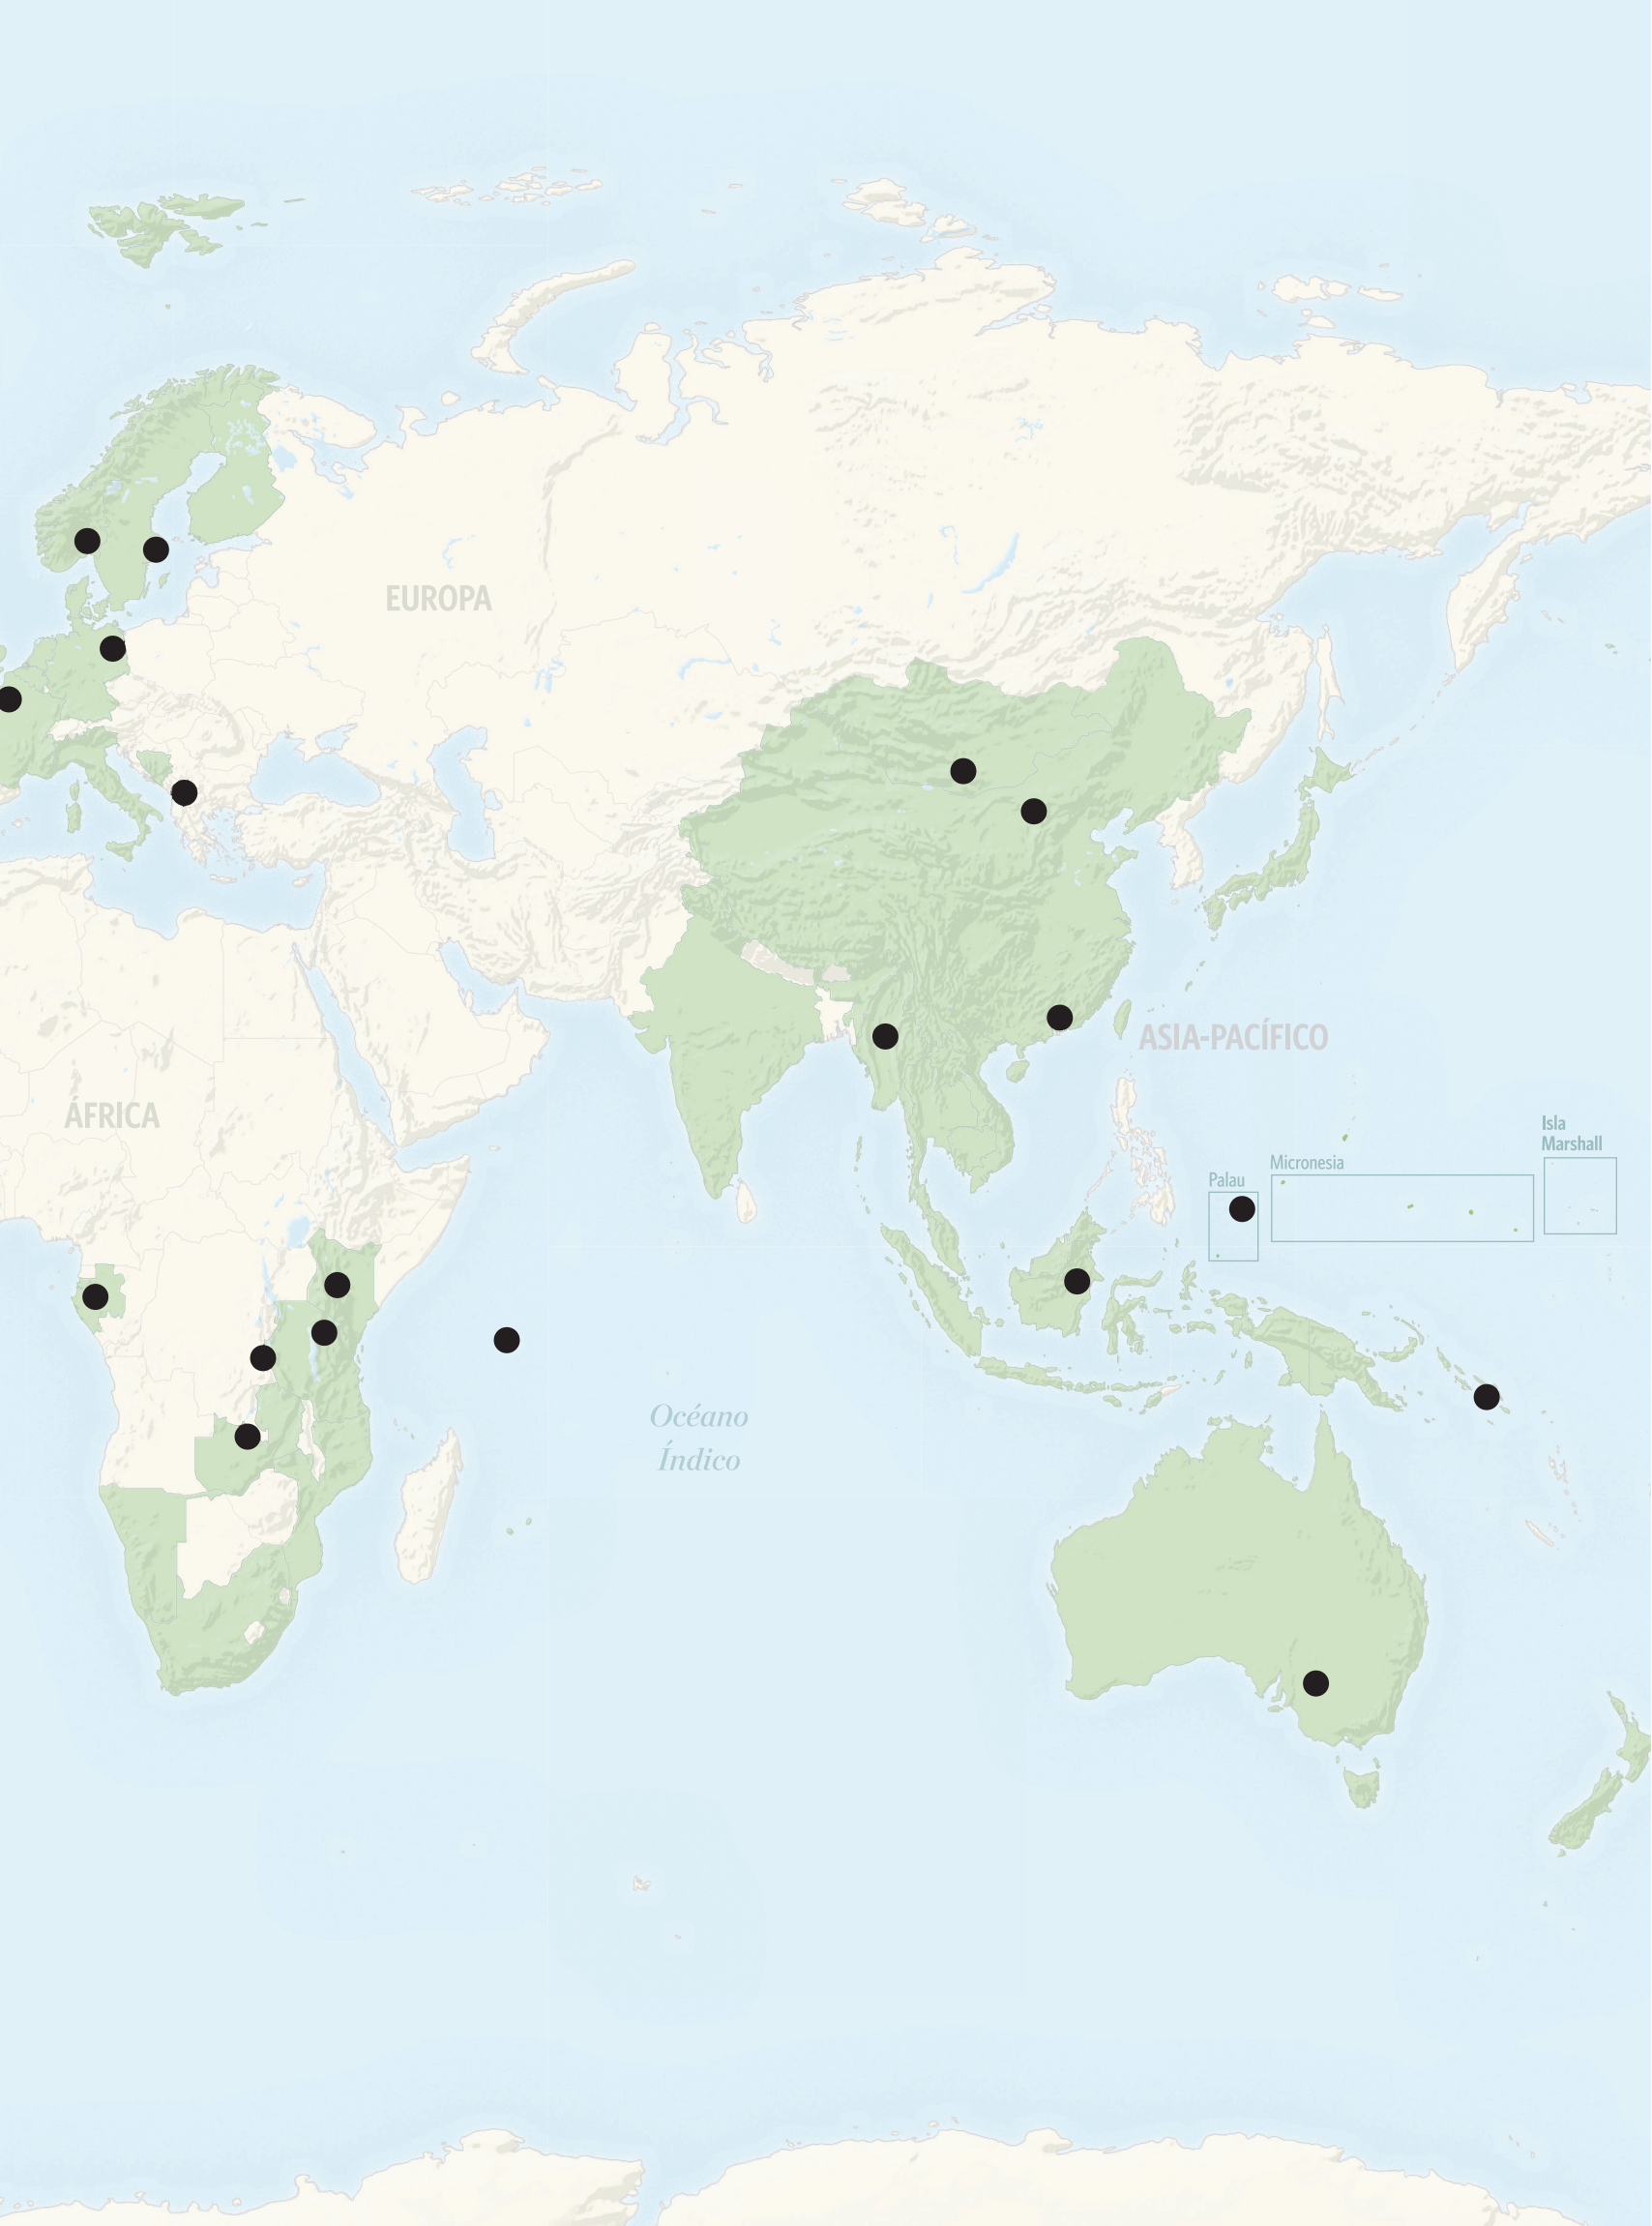 EUROPA
ASIA-PACÍFICO
ÁFRICA
Isla
Marshall
Micronesia
Palau
Océano
Índico